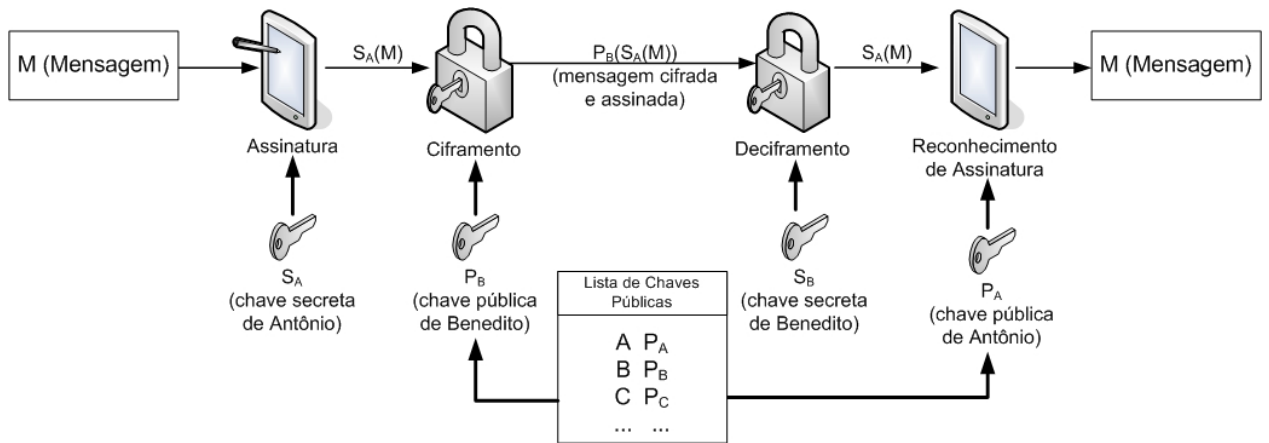 M (Mensagem)
S_A(M)
P_B(S_A(M))
(mensagem cifrada
e assinada)
S_A(M)
M (Mensagem)
Assinatura
Ciframento
Deciframento
Reconhecimento
de Assinatura
S_A
(chave secreta
de Antônio)
P_B
(chave pública
de Benedito)
Lista de Chaves
Públicas
A P_A
B P_B
C P_C
... ...
S_B
(chave secreta
de Benedito)
P_A
(chave pública
de Antônio)